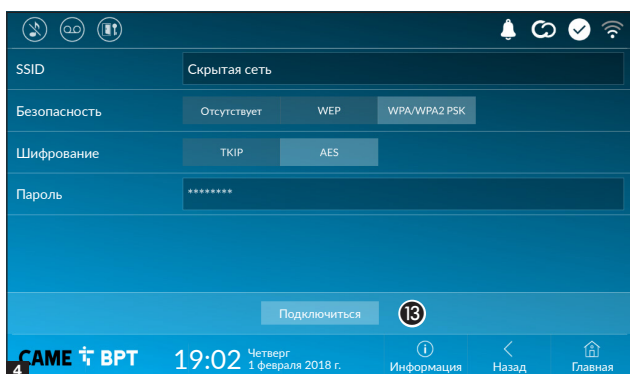 SSID Скрытая сеть
Безопасность Отсутствует WEP WPA/WPA2 PSK
Шифрование TKIP AES
Пароль ********
Подключиться 13
CAME BPT 19:02 Четверг
1 февраля 2018 г.
Информация Назад Главная
4